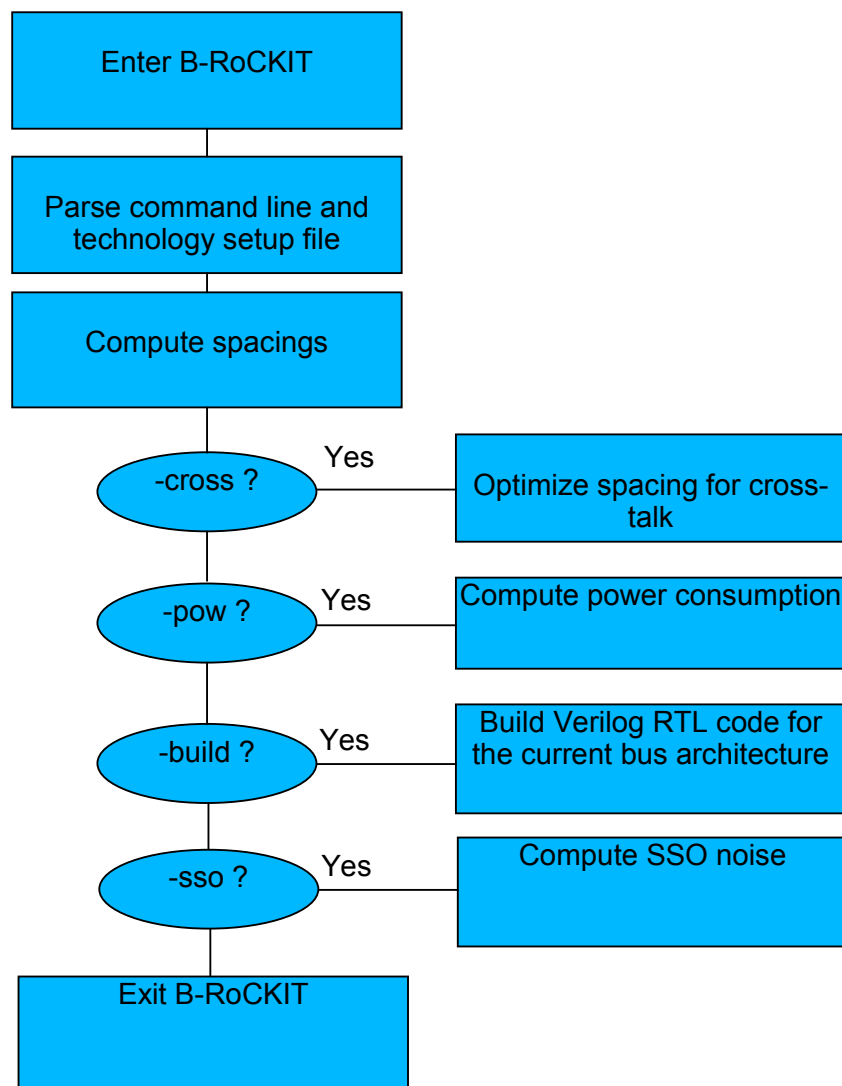 Enter B-RoCKIT
Parse command line and
technology setup file
Compute spacings
-cross ?
Yes
Optimize spacing for cross-
talk
-pow ?
Yes
Compute power consumption
-build ?
Yes
Build Verilog RTL code for
the current bus architecture
-sso ?
Yes
Compute SSO noise
Exit B-RoCKIT